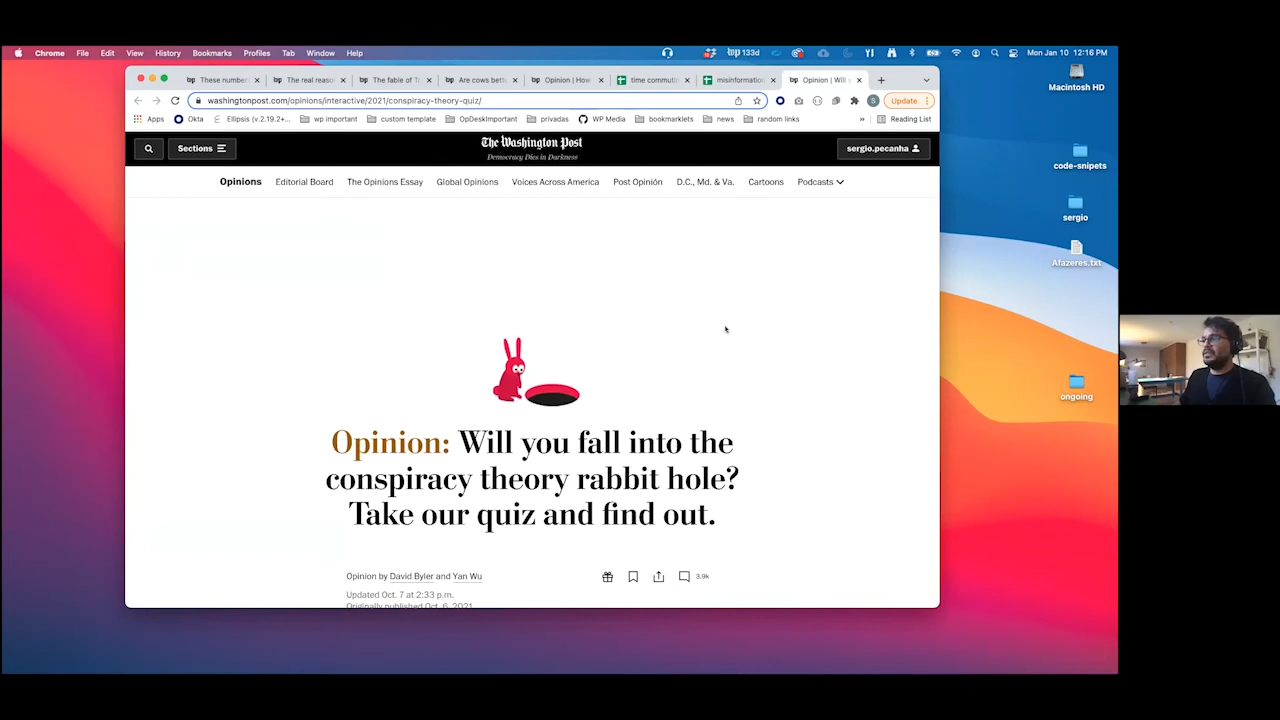 Chrome File Edit View History Bookmarks Profiles Tab Window Help
133d
Mon Jan 10 12:16 PM
These number
The real reaso
The fable of T
Are cows bett
Opinion | How
time commuti
misinformation
Opinion | Will y
washingtonpost.com/opinions/interactive/2021/conspiracy-theory-quiz/
S
Update
Apps
Okta
Ellipsis (v.2.19.2+...
wp important
custom template
OpDeskImportant
privadas
WP Media
bookmarklets
news
random links
»
Reading List
Sections
The Washington Post
Democracy Dies in Darkness
sergio.pecanha
Opinions
Editorial Board
The Opinions Essay
Global Opinions
Voices Across America
Post Opinión
D.C., Md. & Va.
Cartoons
Podcasts
Opinion: Will you fall into the
conspiracy theory rabbit hole?
Take our quiz and find out.
Opinion by David Byler and Yan Wu
3.9k
Updated Oct. 7 at 2:33 p.m.
Originally published Oct. 6, 2021
Macintosh HD
code-snipets
sergio
Afazeres.txt
ongoing